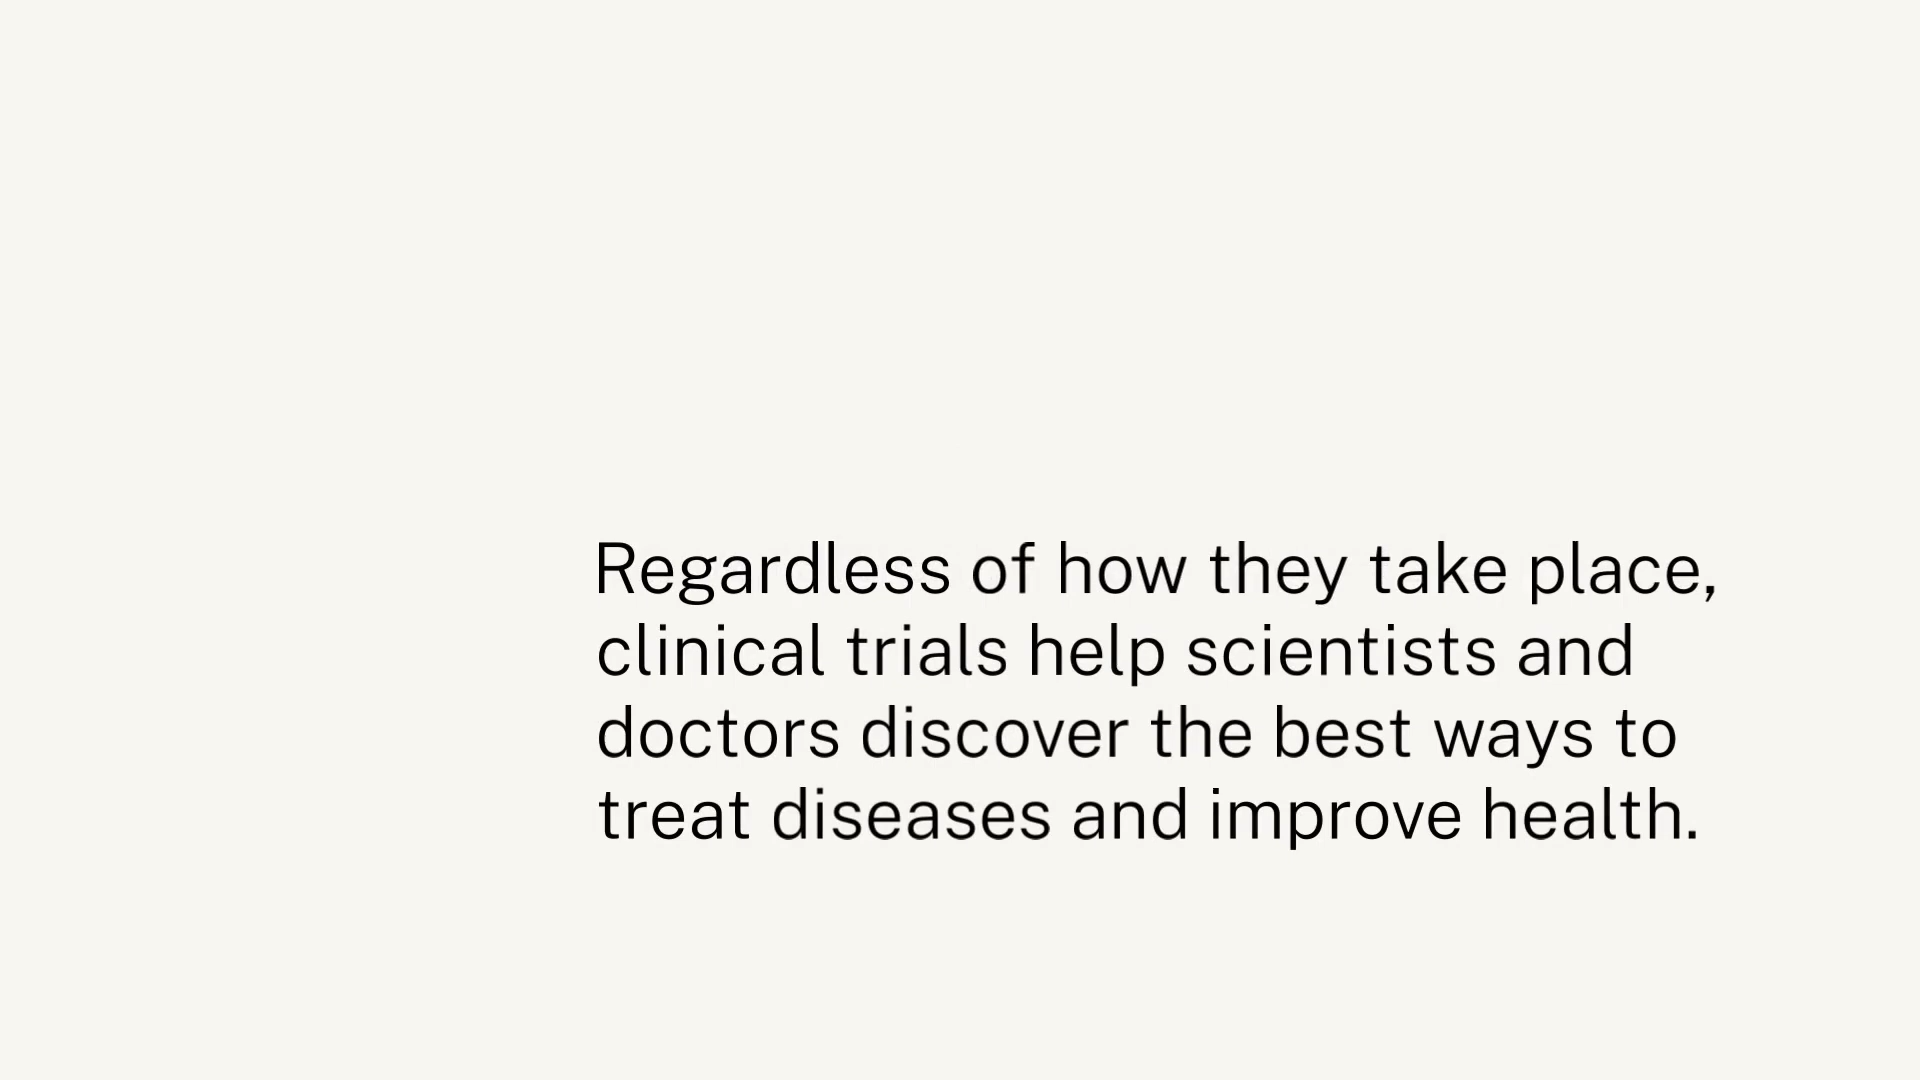 Regardless of how they take place,
clinical trials help scientists and
doctors discover the best ways to
treat diseases and improve health.